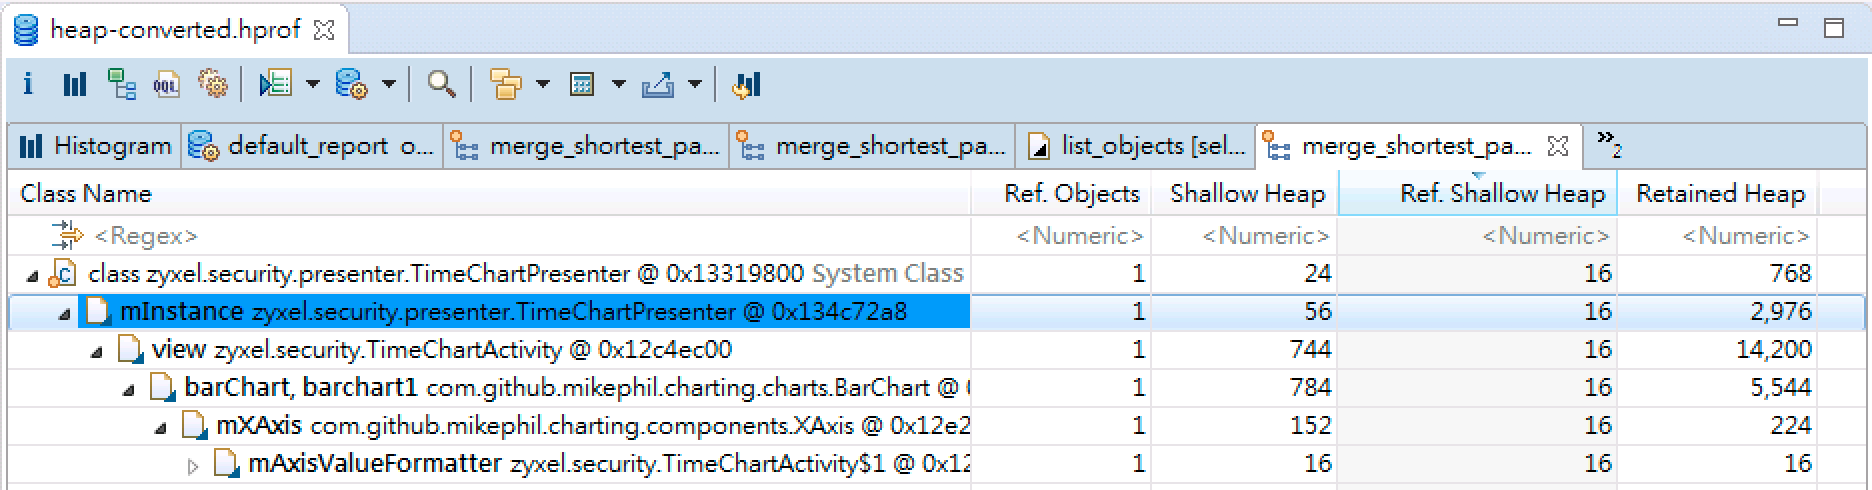 heap-converted.hprof
i OQL
Histogram default_report o... merge_shortest_pa... merge_shortest_pa... list_objects [sel... merge_shortest_pa... »2
Class Name Ref. Objects Shallow Heap Ref. Shallow Heap Retained Heap
<Regex> <Numeric> <Numeric> <Numeric> <Numeric>
class zyxel.security.presenter.TimeChartPresenter @ 0x13319800 System Class 1 24 16 768
mInstance zyxel.security.presenter.TimeChartPresenter @ 0x134c72a8 1 56 16 2,976
view zyxel.security.TimeChartActivity @ 0x12c4ec00 1 744 16 14,200
barChart, barchart1 com.github.mikephil.charting.charts.BarChart @ 1 784 16 5,544
mXAxis com.github.mikephil.charting.components.XAxis @ 0x12e2 1 152 16 224
mAxisValueFormatter zyxel.security.TimeChartActivity$1 @ 0x12 1 16 16 16